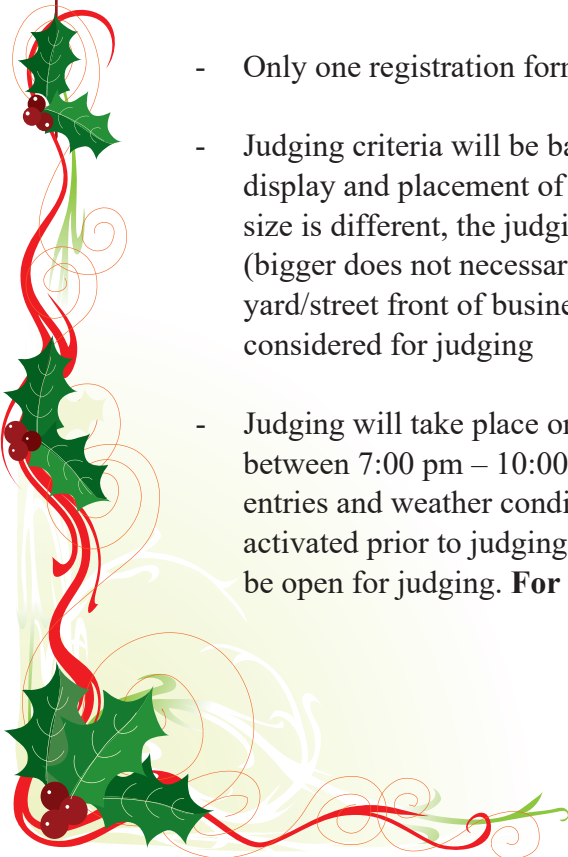 - Only one registration form
- Judging criteria will be ba
display and placement of
size is different, the judgi
(bigger does not necessar
yard/street front of busine
considered for judging
- Judging will take place on
between 7:00 pm – 10:00
entries and weather condi
activated prior to judging
be open for judging. For